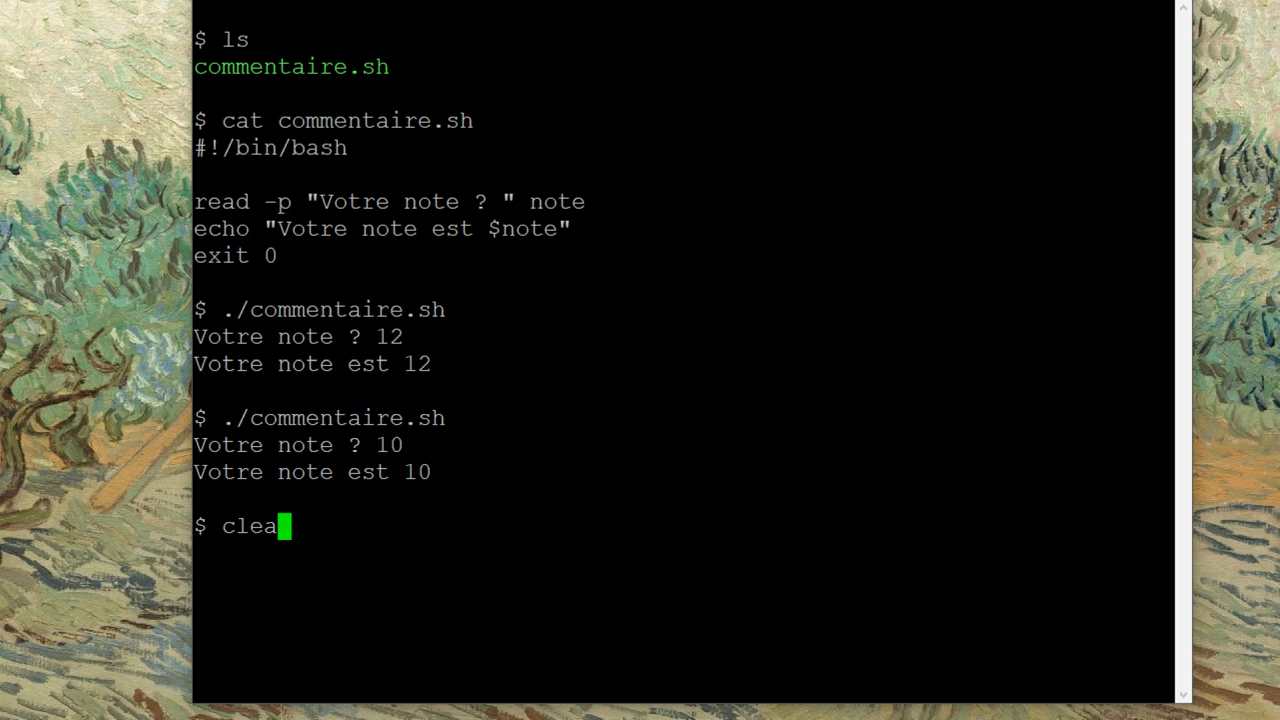 $ ls
commentaire.sh
$ cat commentaire.sh
#!/bin/bash
read -p "Votre note ? " note
echo "Votre note est $note"
exit 0
$ ./commentaire.sh
Votre note ? 12
Votre note est 12
$ ./commentaire.sh
Votre note ? 10
Votre note est 10
$ clea